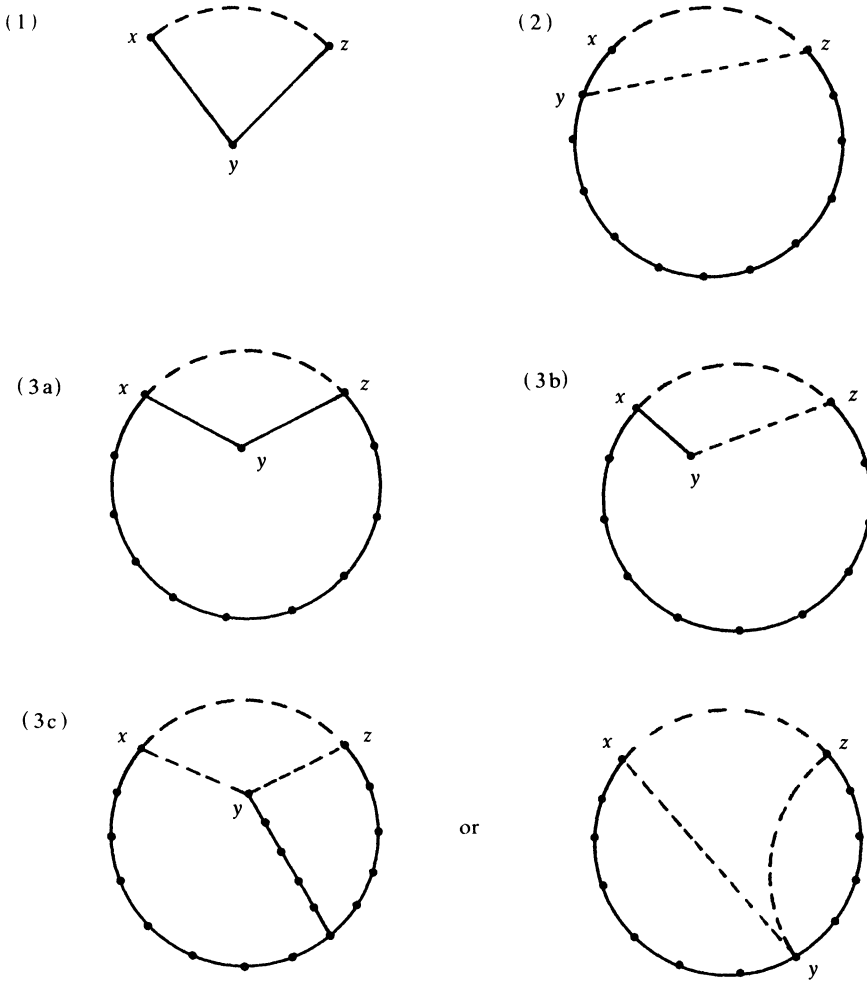 (1) x z (2) x z
y
y
(3a) x z (3b) x z
y y
(3c) x z x z
y or
y